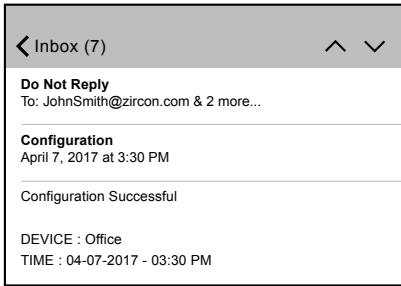 Inbox (7)
Do Not Reply
To: JohnSmith@zircon.com & 2 more...
Configuration
April 7, 2017 at 3:30 PM
Configuration Successful
DEVICE : Office
TIME : 04-07-2017 - 03:30 PM